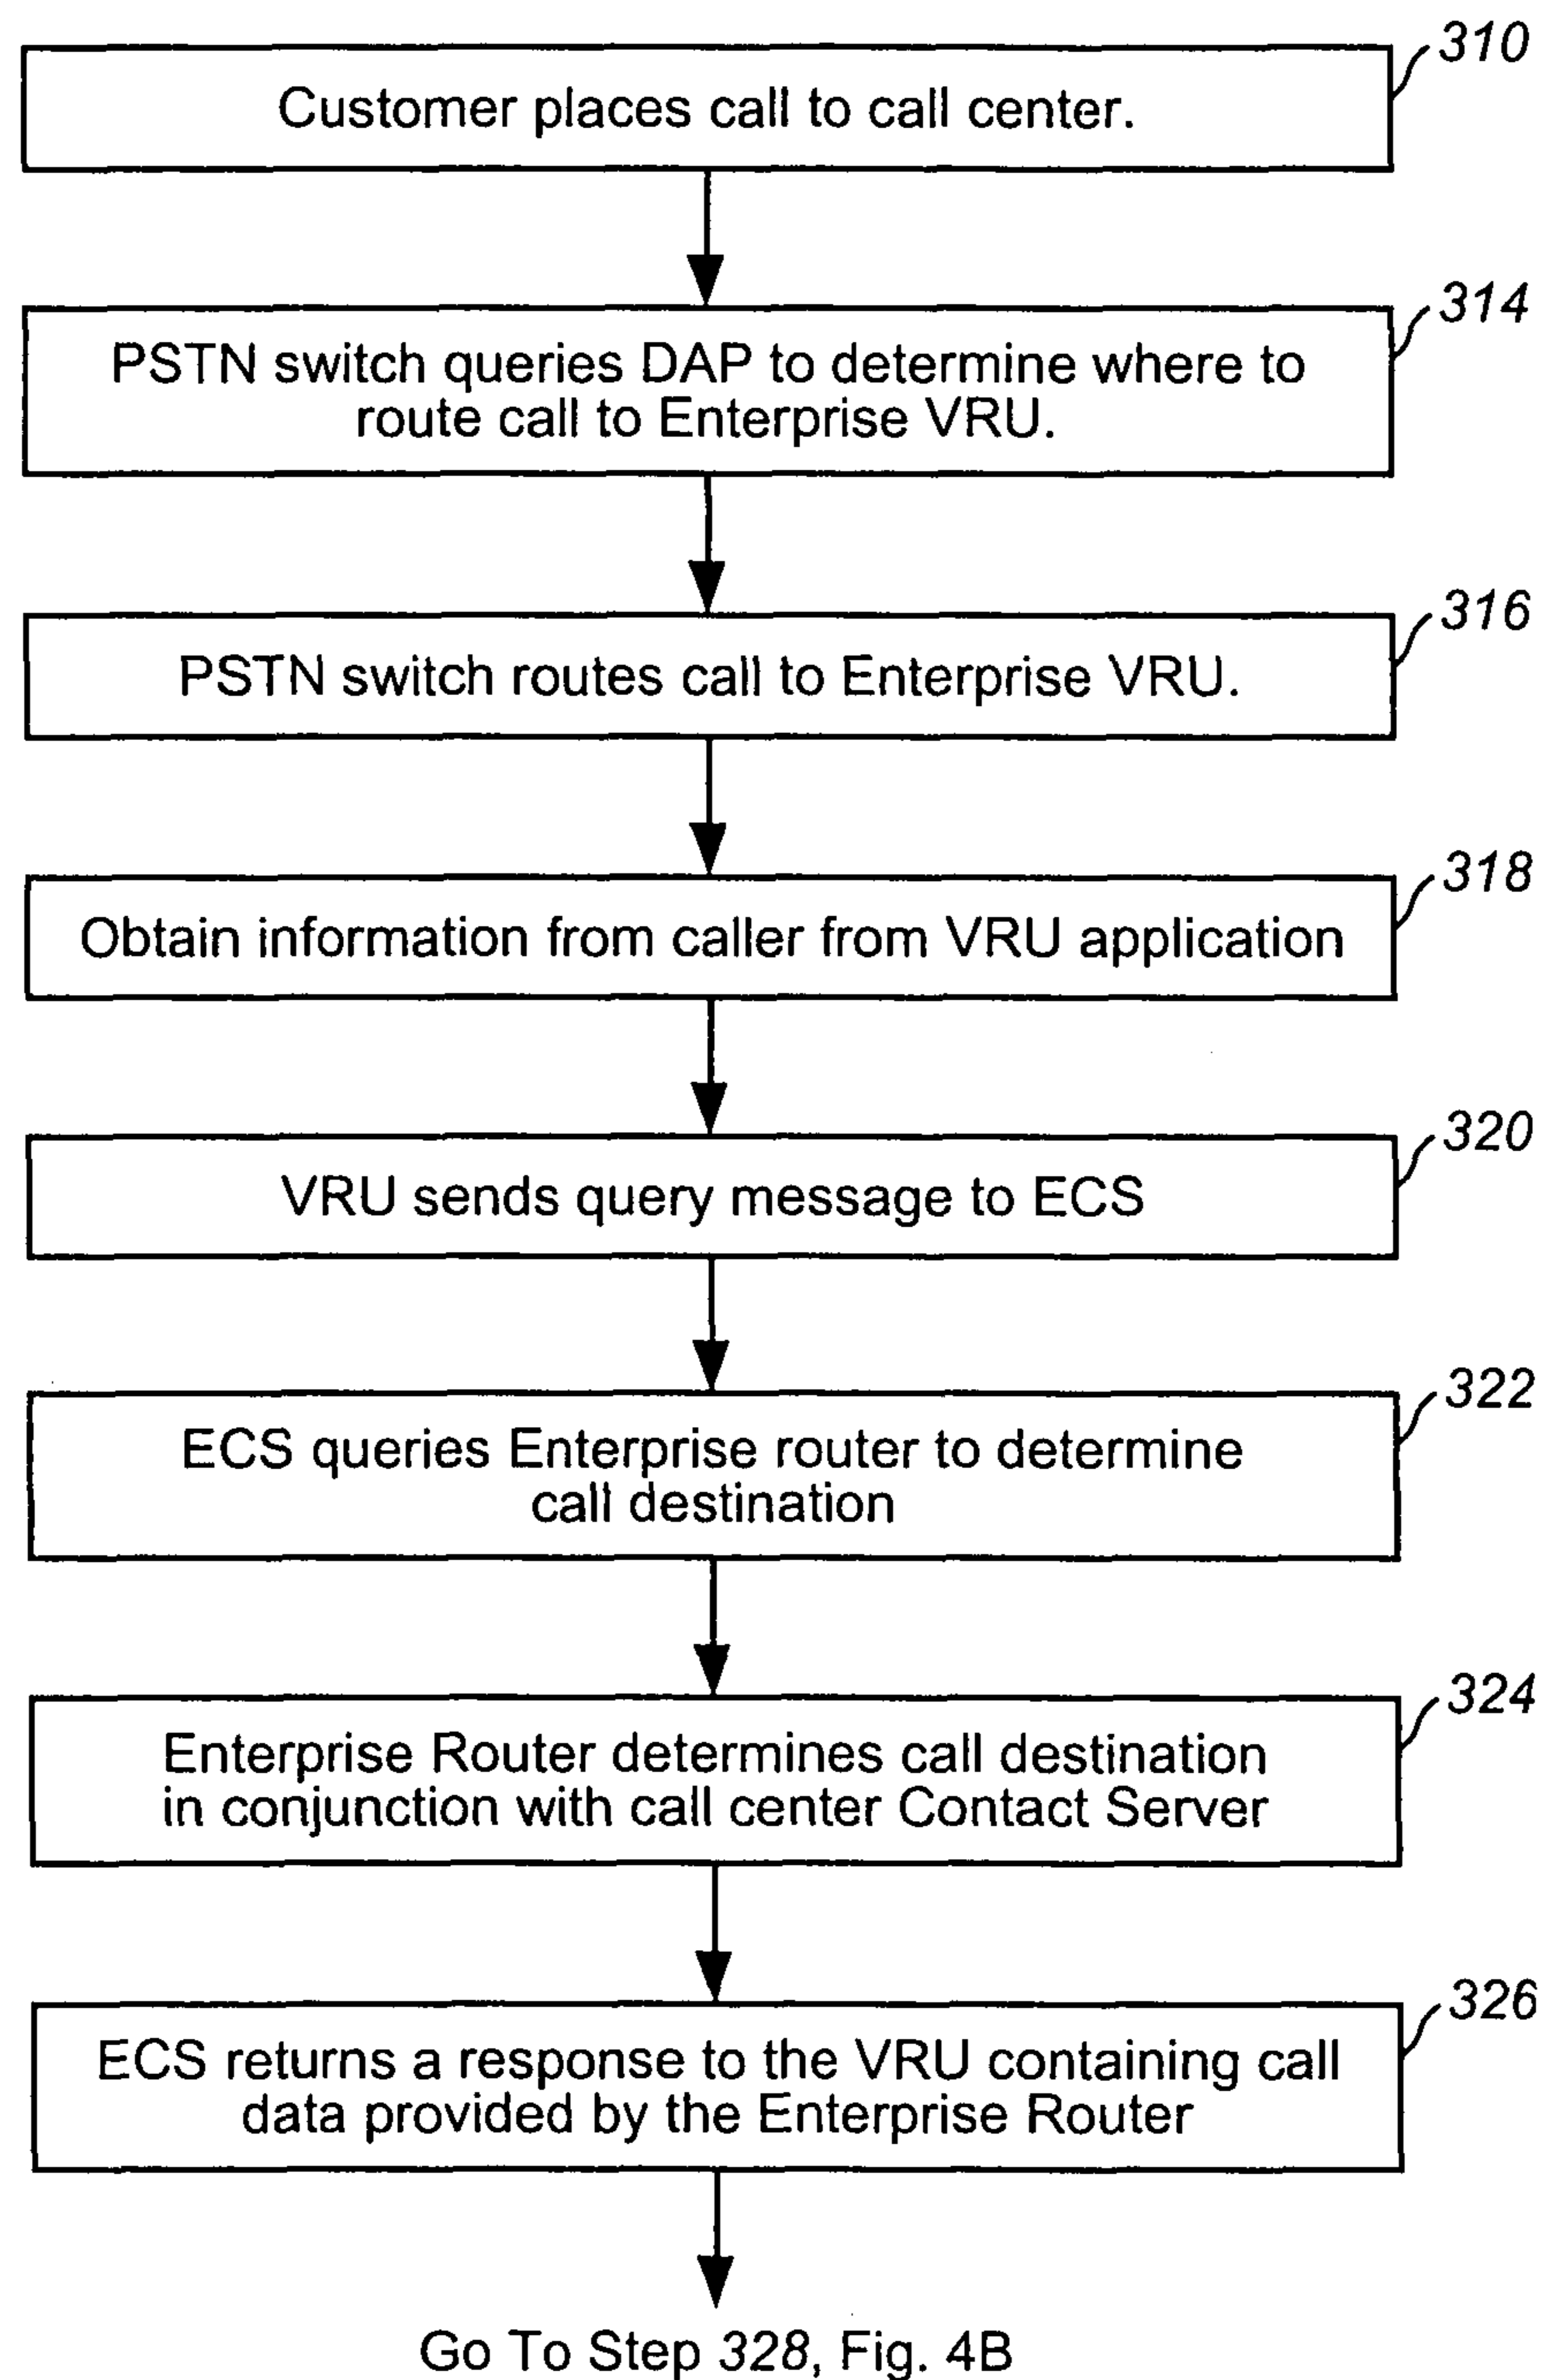 310
Customer places call to call center.
314
PSTN switch queries DAP to determine where to
route call to Enterprise VRU.
316
PSTN switch routes call to Enterprise VRU.
318
Obtain information from caller from VRU application
320
VRU sends query message to ECS
322
ECS queries Enterprise router to determine
call destination
324
Enterprise Router determines call destination
in conjunction with call center Contact Server
326
ECS returns a response to the VRU containing call
data provided by the Enterprise Router
Go To Step 328, Fig. 4B